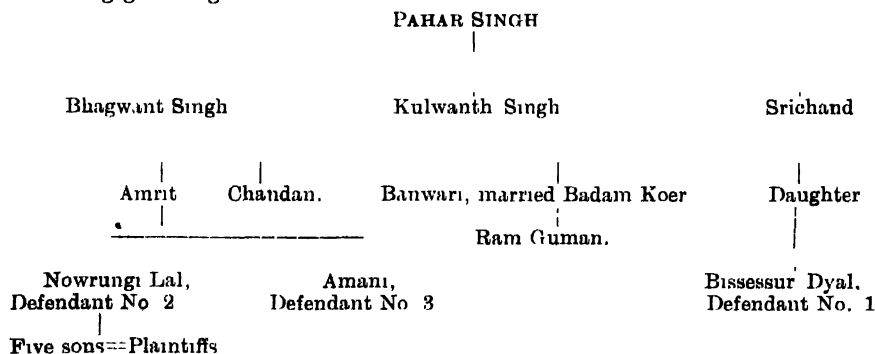 PAHAR SINGH
Bhagwant Singh Kulwanth Singh Srichand
Amrit Chandan. Banwari, married Badam Koer Daughter
Ram Guman.
Nowrungi Lal, Amani, Bissessur Dyal.
Defendant No 2 Defendant No 3 Defendant No. 1
Five sons==Plaintiffs